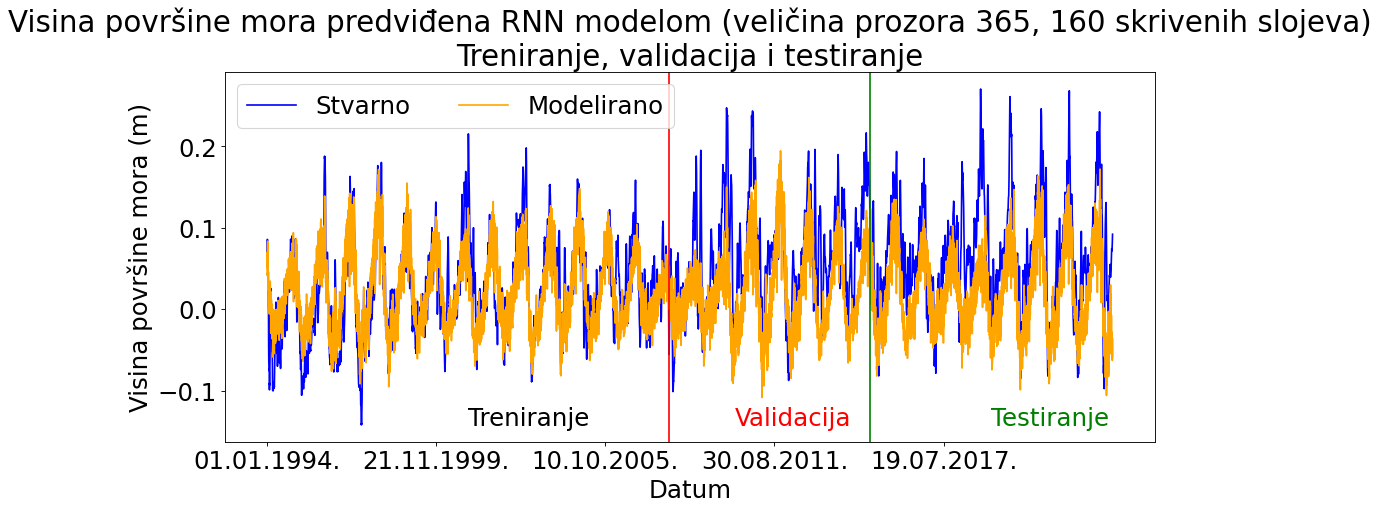 Visina površine mora predviđena RNN modelom (veličina prozora 365, 160 skrivenih slojeva)
Treniranje, validacija i testiranje
Stvarno
Modelirano
Visina površine mora (m)
0.2
0.1
0.0
−0.1
Treniranje
Validacija
Testiranje
01.01.1994.
21.11.1999.
10.10.2005.
30.08.2011.
19.07.2017.
Datum